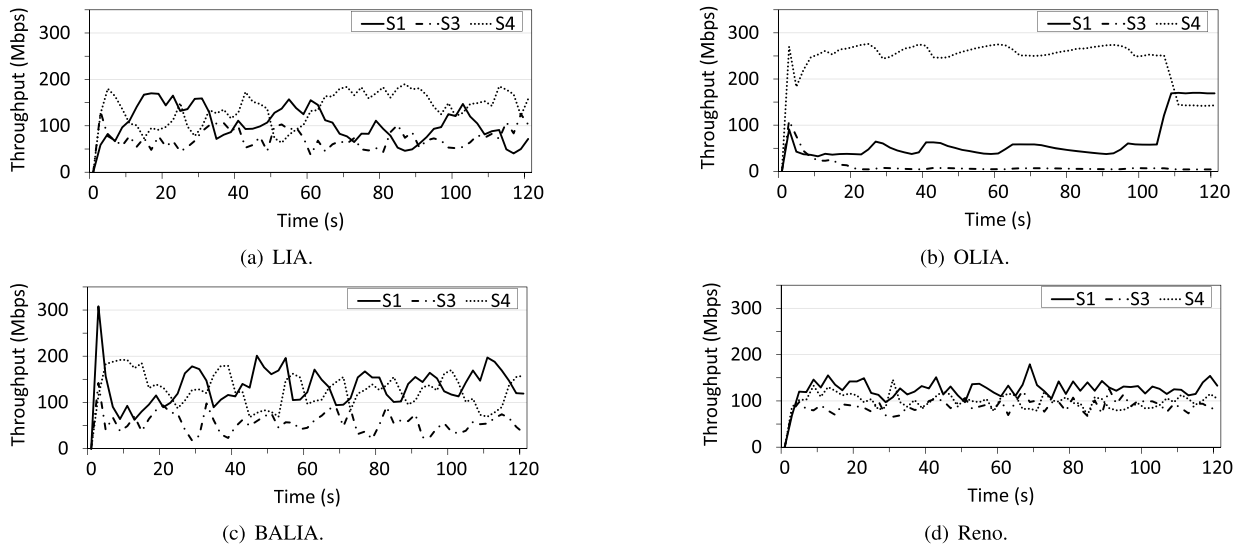 Throughput (Mbps)
S1 S3 S4
300
200
100
0
0 20 40 60 80 100 120
Time (s)
(a) LIA.
Throughput (Mbps)
S1 S3 S4
300
200
100
0
0 20 40 60 80 100 120
Time (s)
(b) OLIA.
Throughput (Mbps)
S1 S3 S4
300
200
100
0
0 20 40 60 80 100 120
Time (s)
(c) BALIA.
Throughput (Mbps)
S1 S3 S4
300
200
100
0
0 20 40 60 80 100 120
Time (s)
(d) Reno.